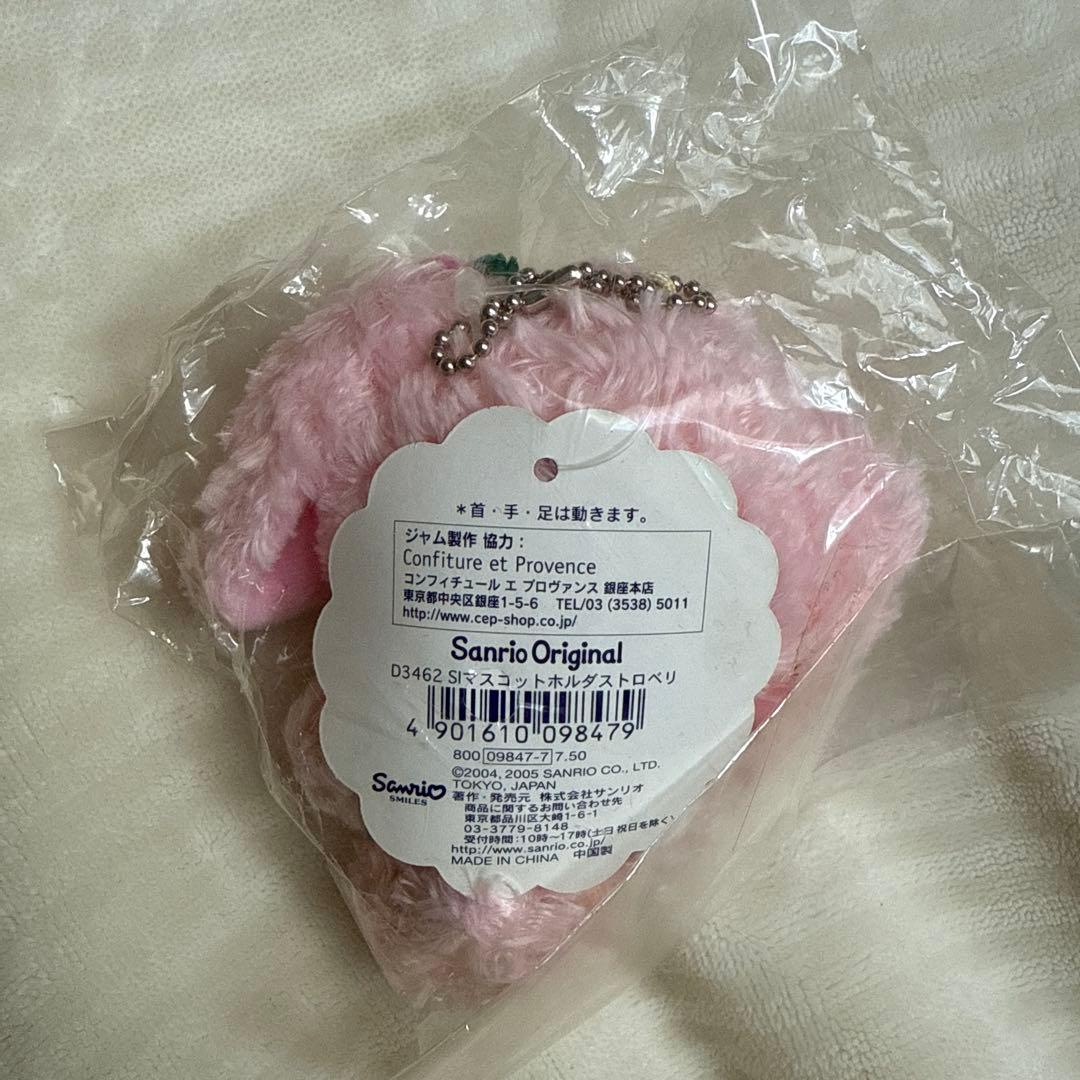 ＊首・手・足は動きます。
ジャム製作 協力：
Confiture et Provence
コンフィチュール エ プロヴァンス 銀座本店
東京都中央区銀座1-5-6 TEL/03 (3538) 5011
http://www.cep-shop.co.jp/
Sanrio Original
D3462 SIマスコットホルダストロベリ
4 901610 098479
800 09847-7 7.50
©2004, 2005 SANRIO CO., LTD.
TOKYO, JAPAN
Sanrio
SMILES
著作・発売元 株式会社サンリオ
商品に関するお問い合わせ先
東京都品川区大崎1-6-1
03-3779-8148
受付時間：10時〜17時(土日祝日を除く)
http://www.sanrio.co.jp/
MADE IN CHINA 中国製